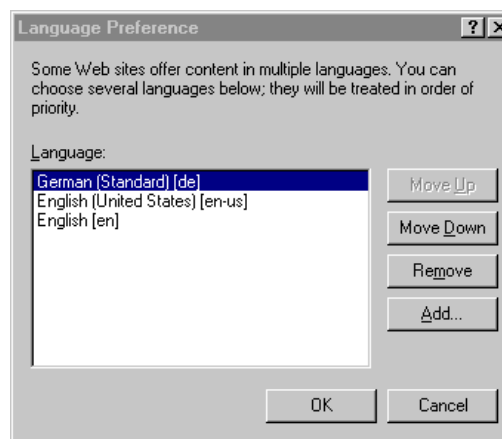 Language Preference
Some Web sites offer content in multiple languages. You can
choose several languages below; they will be treated in order of
priority.
Language:
German (Standard) [de]
English (United States) [en-us]
English [en]
Move Up
Move Down
Remove
Add...
OK
Cancel